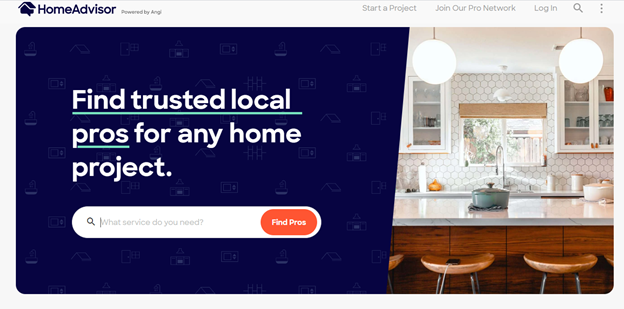 HomeAdvisor Powered by Angi
Start a Project Join Our Pro Network Log In
Find trusted local
pros for any home
project.
What service do you need? Find Pros